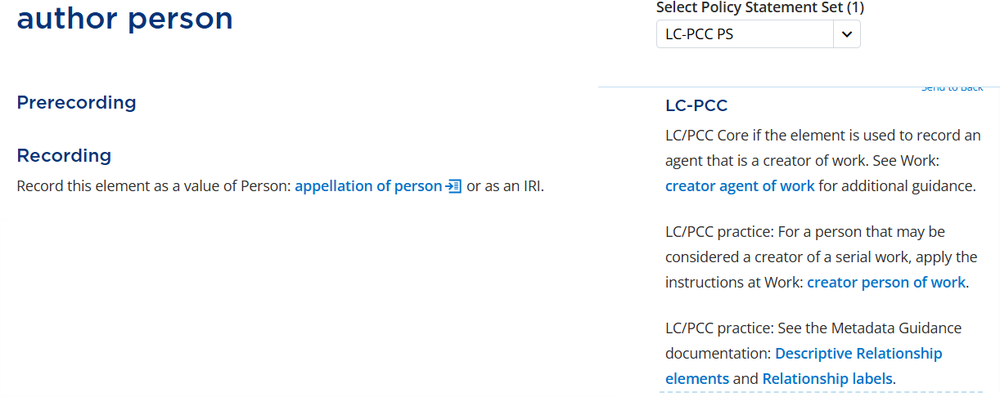 author person
Select Policy Statement Set (1)
LC-PCC PS
Prerecording
Recording
Record this element as a value of Person: appellation of person or as an IRI.
Send to Back
LC-PCC
LC/PCC Core if the element is used to record an
agent that is a creator of work. See Work:
creator agent of work for additional guidance.
LC/PCC practice: For a person that may be
considered a creator of a serial work, apply the
instructions at Work: creator person of work.
LC/PCC practice: See the Metadata Guidance
documentation: Descriptive Relationship
elements and Relationship labels.